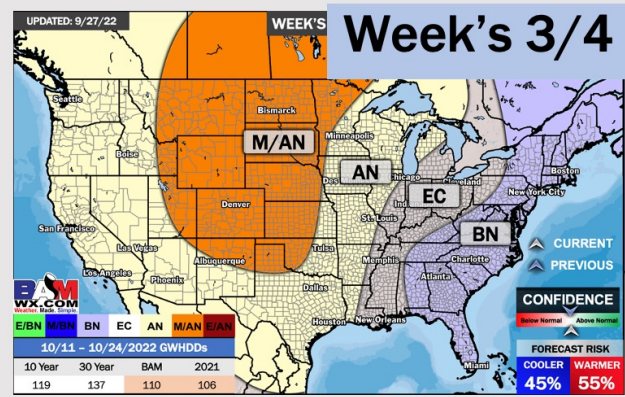 UPDATED: 9/27/22
WEEK'S
Week's 3/4
Seattle
Bismarck
M/AN
Minneapolis
Boise
AN
Des
Chicago
Cleveland
Boston
New York City
EC
Denver
Ind
St. Louis
BN
San Francisco
Las Vegas
Albuquerque
Tulsa
Memphis
Charlotte
Los Angeles
Phoenix
Atlanta
Dallas
Houston
New Orleans
Miami
CURRENT
PREVIOUS
BAM
WX.COM
Weather. Made. Simple.
E/BN M/BN BN EC AN M/AN E/AN
10/11 – 10/24/2022 GWHDDs
10 Year 30 Year BAM 2021
119 137 110 106
CONFIDENCE
Below Normal Above Normal
FORECAST RISK
COOLER WARMER
45% 55%